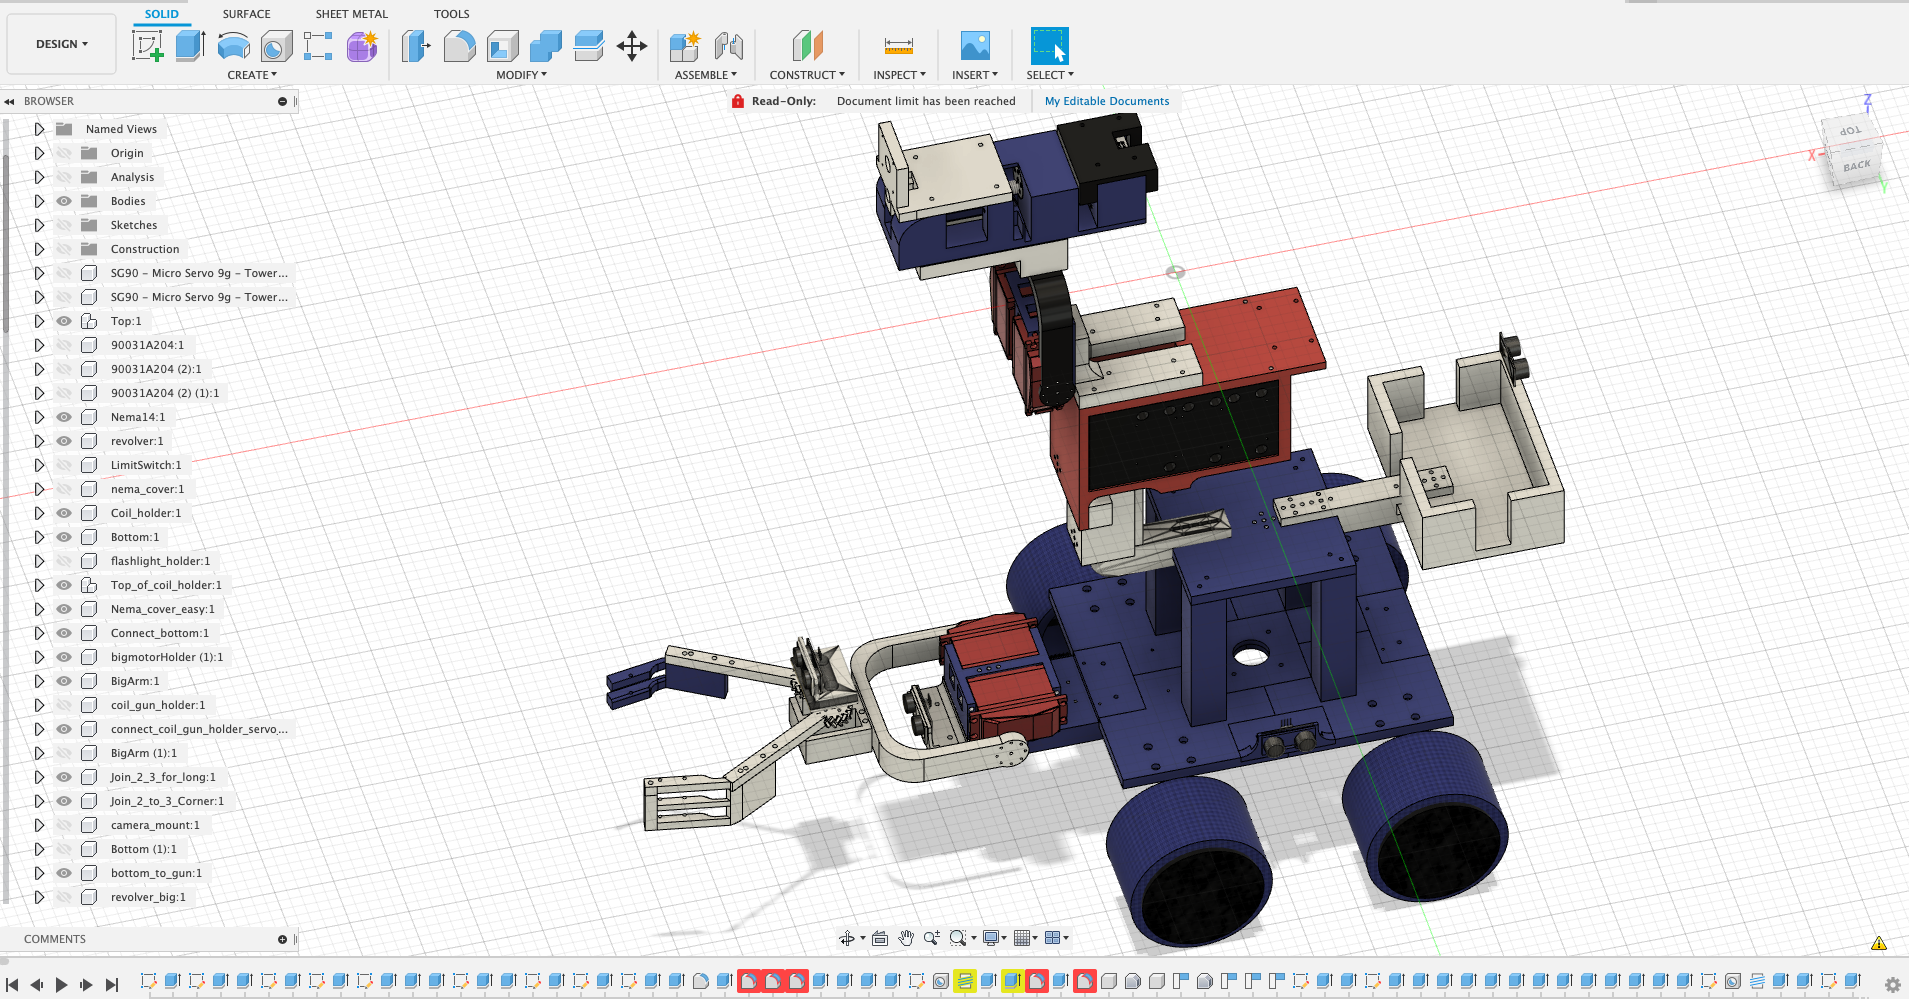 SOLID SURFACE SHEET METAL TOOLS
DESIGN
CREATE MODIFY ASSEMBLE CONSTRUCT INSPECT INSERT SELECT
BROWSER
Read-Only: Document limit has been reached My Editable Documents
Named Views
Origin
Analysis
Bodies
Sketches
Construction
SG90 - Micro Servo 9g - Tower...
SG90 - Micro Servo 9g - Tower...
Top:1
90031A204:1
90031A204 (2):1
90031A204 (2) (1):1
Nema14:1
revolver:1
LimitSwitch:1
nema_cover:1
Coil_holder:1
Bottom:1
flashlight_holder:1
Top_of_coil_holder:1
Nema_cover_easy:1
Connect_bottom:1
bigmotorHolder (1):1
BigArm:1
coil_gun_holder:1
connect_coil_gun_holder_servo...
BigArm (1):1
Join_2_3_for_long:1
Join_2_to_3_Corner:1
camera_mount:1
Bottom (1):1
bottom_to_gun:1
revolver_big:1
COMMENTS
Z
TOP
X
BACK
Y